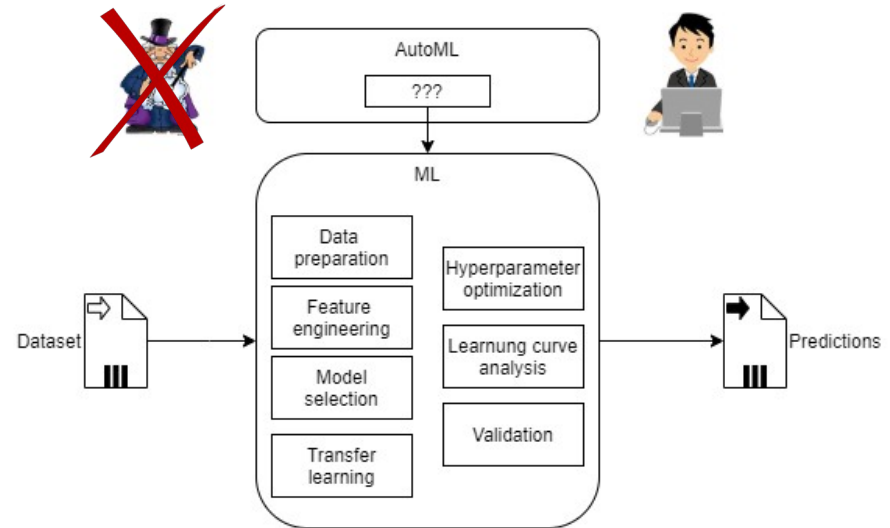 AutoML
???
ML
Data
preparation
Feature
engineering
Model
selection
Transfer
learning
Hyperparameter
optimization
Learnung curve
analysis
Validation
Dataset
Predictions